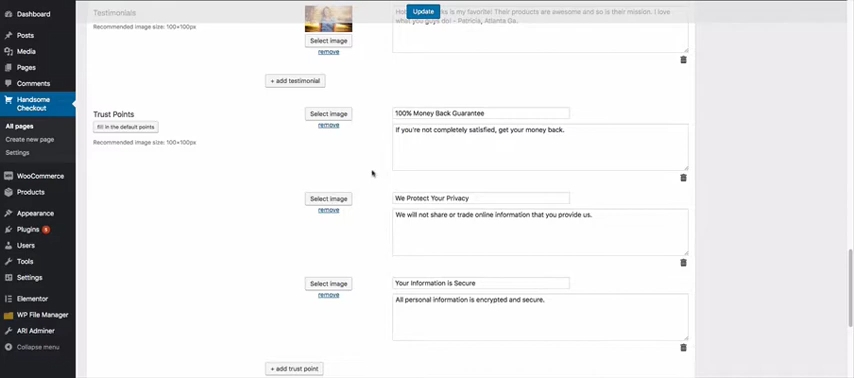 Dashboard
Posts
Media
Pages
Comments
Handsome
Checkout
All pages
Create new page
Settings
WooCommerce
Products
Appearance
Plugins 6
Users
Tools
Settings
Elementor
WP File Manager
ARI Adminer
Collapse menu
Update
Testimonials
Recommended image size: 100×100px
Select image
remove
is my favorite! Their products are awesome and so is their mission. I love
what you guys do! - Patricia, Atlanta Ga.
+ add testimonial
Trust Points
fill in the default points
Recommended image size: 100×100px
Select image
remove
100% Money Back Guarantee
If you're not completely satisfied, get your money back.
Select image
remove
We Protect Your Privacy
We will not share or trade online information that you provide us.
Select image
remove
Your Information is Secure
All personal information is encrypted and secure.
+ add trust point